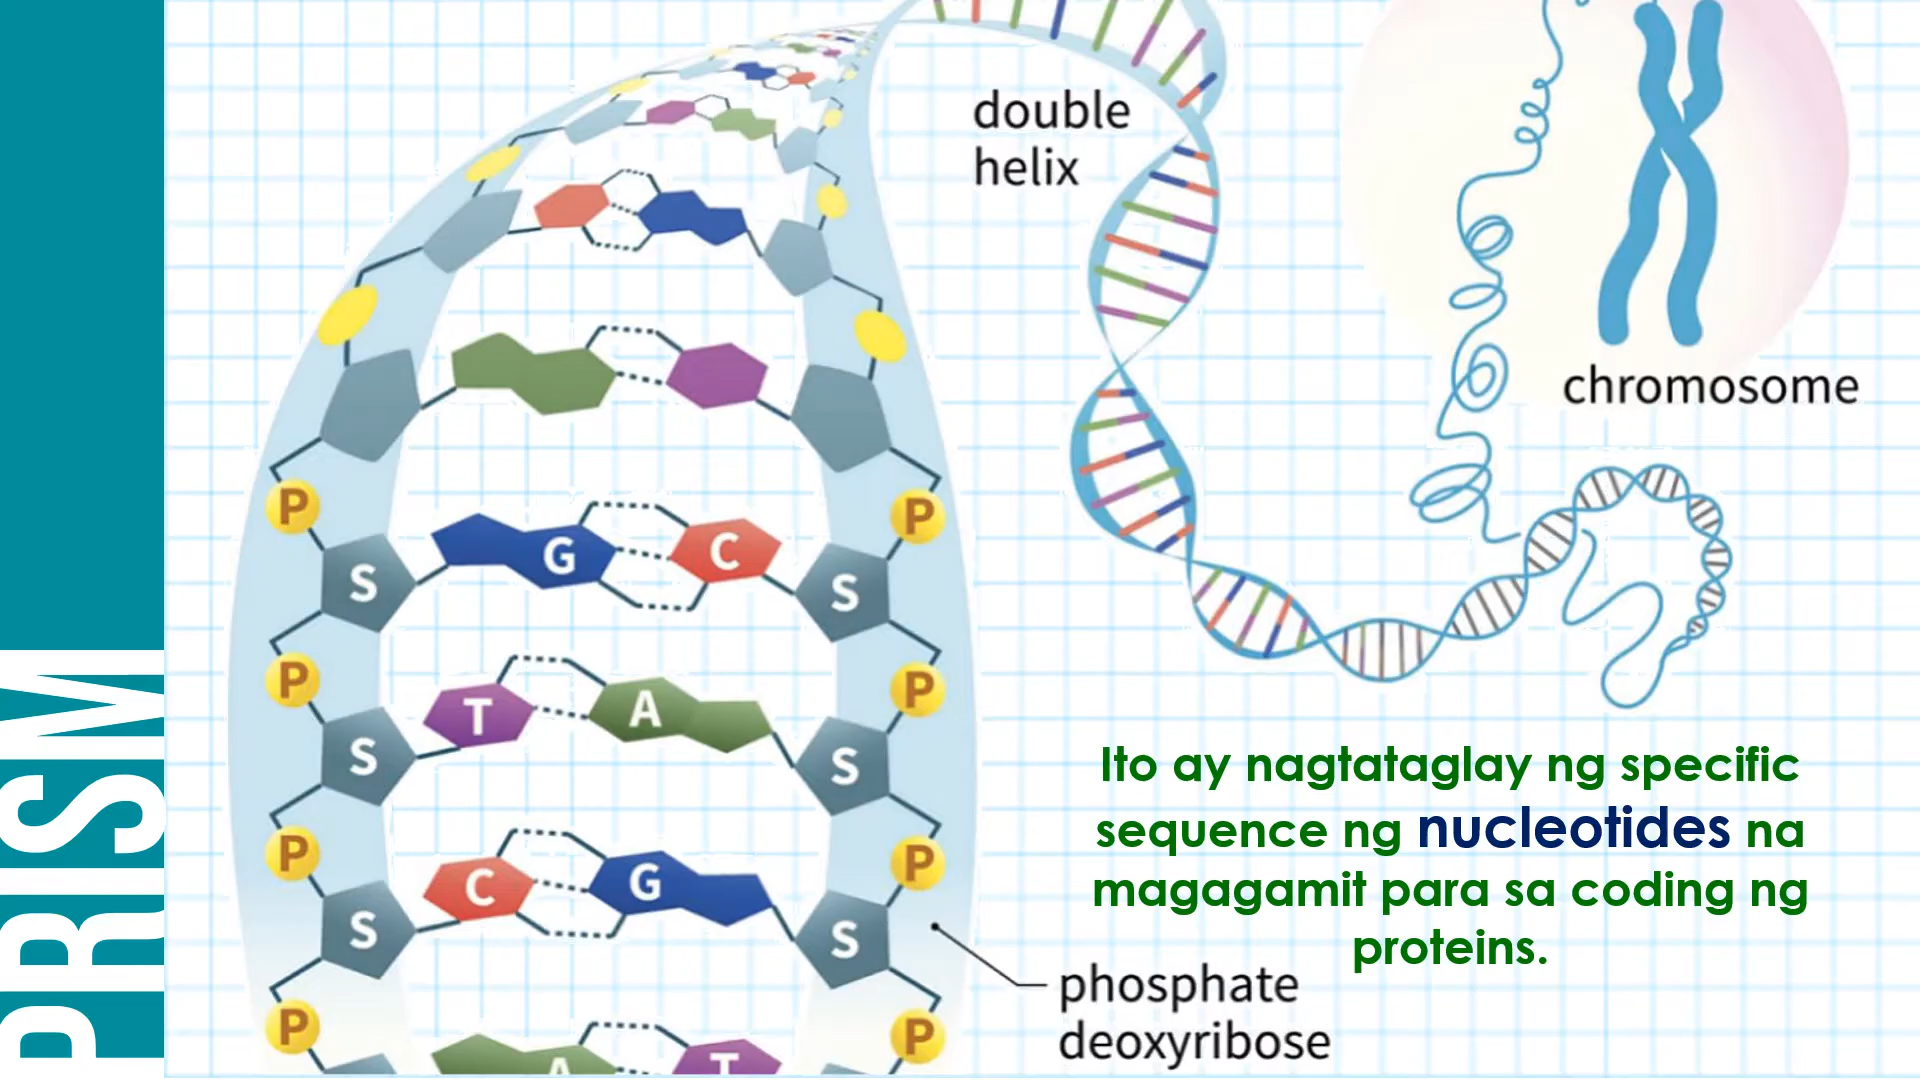 PRISM
double
helix
chromosome
P
P
G
C
S
S
P
P
T
A
S
S
P
P
C
G
S
S
P
P
A
T
Ito ay nagtataglay ng specific
sequence ng nucleotides na
magagamit para sa coding ng
proteins.
phosphate
deoxyribose